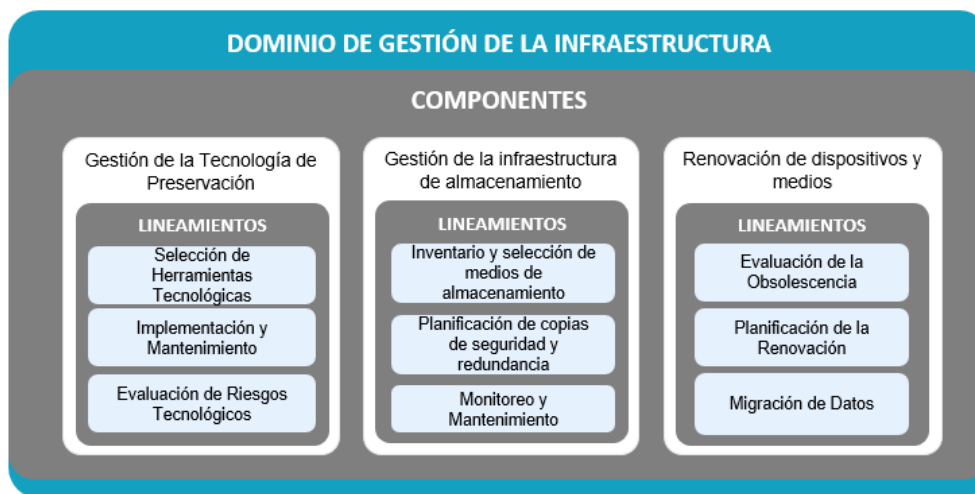 DOMINIO DE GESTIÓN DE LA INFRAESTRUCTURA
COMPONENTES
Gestión de la Tecnología de
Preservación
LINEAMIENTOS
Selección de
Herramientas
Tecnológicas
Implementación y
Mantenimiento
Evaluación de Riesgos
Tecnológicos
Gestión de la infraestructura
de almacenamiento
LINEAMIENTOS
Inventario y selección de
medios de
almacenamiento
Planificación de copias
de seguridad y
redundancia
Monitoreo y
Mantenimiento
Renovación de dispositivos y
medios
LINEAMIENTOS
Evaluación de la
Obsolescencia
Planificación de la
Renovación
Migración de Datos